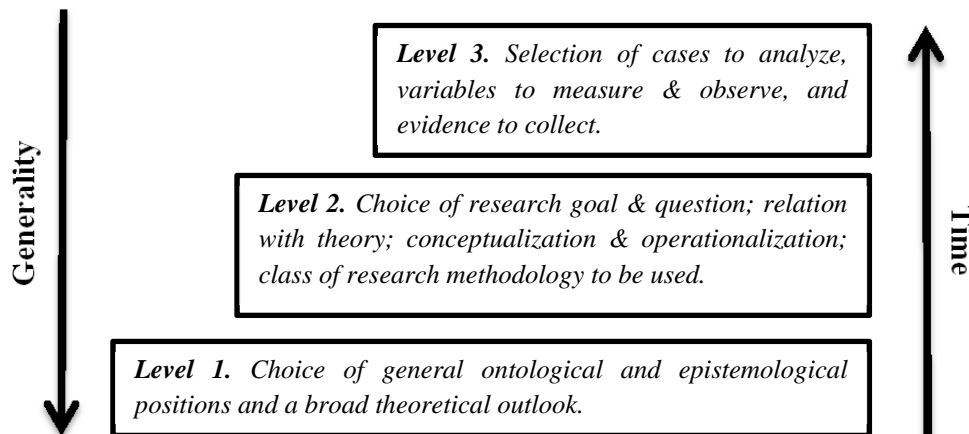 Generality
Level 3. Selection of cases to analyze,
variables to measure & observe, and
evidence to collect.
Level 2. Choice of research goal & question; relation
with theory; conceptualization & operationalization;
class of research methodology to be used.
Level 1. Choice of general ontological and epistemological
positions and a broad theoretical outlook.
Time